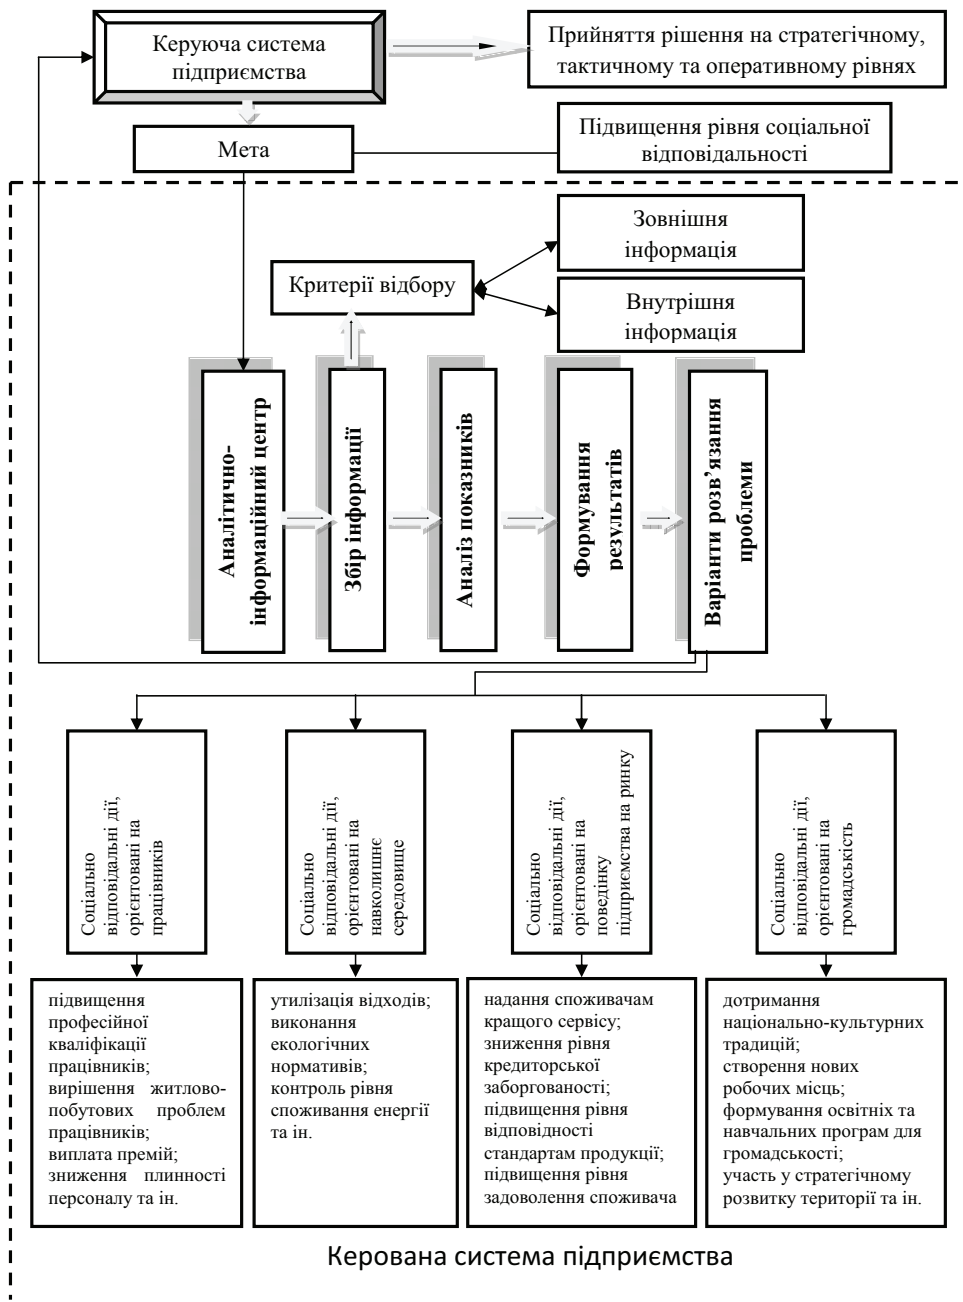 Керуюча система
підприємства
Прийняття рішення на стратегічному,
тактичному та оперативному рівнях
Мета
Підвищення рівня соціальної
відповідальності
Зовнішня
інформація
Критерії відбору
Внутрішня
інформація
Аналітично-
інформаційний центр
Збір інформації
Аналіз показників
Формування
результатів
Варіанти розв’язання
проблеми
Соціально
відповідальні дії,
орієнтовані на
працівників
Соціально
відповідальні дії,
орієнтовані на
навколишнє
середовище
Соціально
відповідальні дії,
орієнтовані на
поведінку
підприємства на ринку
Соціально
відповідальні дії,
орієнтовані на
громадськість
підвищення
професійної
кваліфікації
працівників;
вирішення житлово-
побутових проблем
працівників;
виплата премій;
зниження плинності
персоналу та ін.
утилізація відходів;
виконання
екологічних
нормативів;
контроль рівня
споживання енергії
та ін.
надання споживачам
кращого сервісу;
зниження рівня
кредиторської
заборгованості;
підвищення рівня
відповідності
стандартам продукції;
підвищення рівня
задоволення споживача
дотримання
національно-культурних
традицій;
створення нових
робочих місць;
формування освітніх та
навчальних програм для
громадськості;
участь у стратегічному
розвитку території та ін.
Керована система підприємства